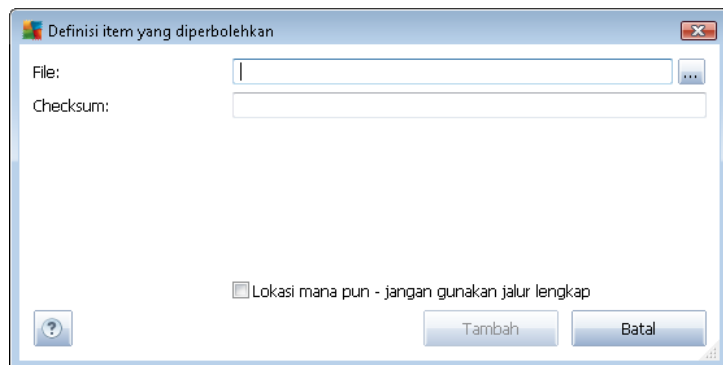 Definisi item yang diperbolehkan
File:
...
Checksum:
Lokasi mana pun - jangan gunakan jalur lengkap
?
Tambah
Batal